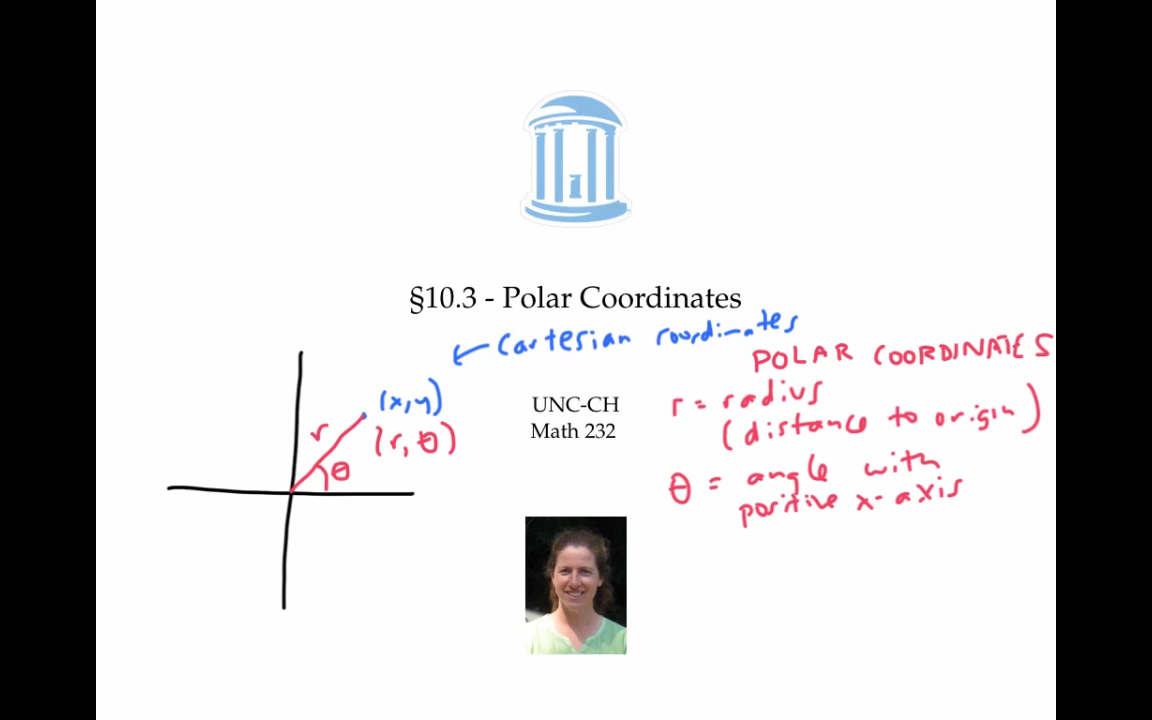 §10.3 - Polar Coordinates
Cartesian coordinates
POLAR COORDINATES
(x,y)
UNC-CH
r = radius
r
(r, θ)
Math 232
(distance to origin)
θ
θ = angle with
positive x-axis